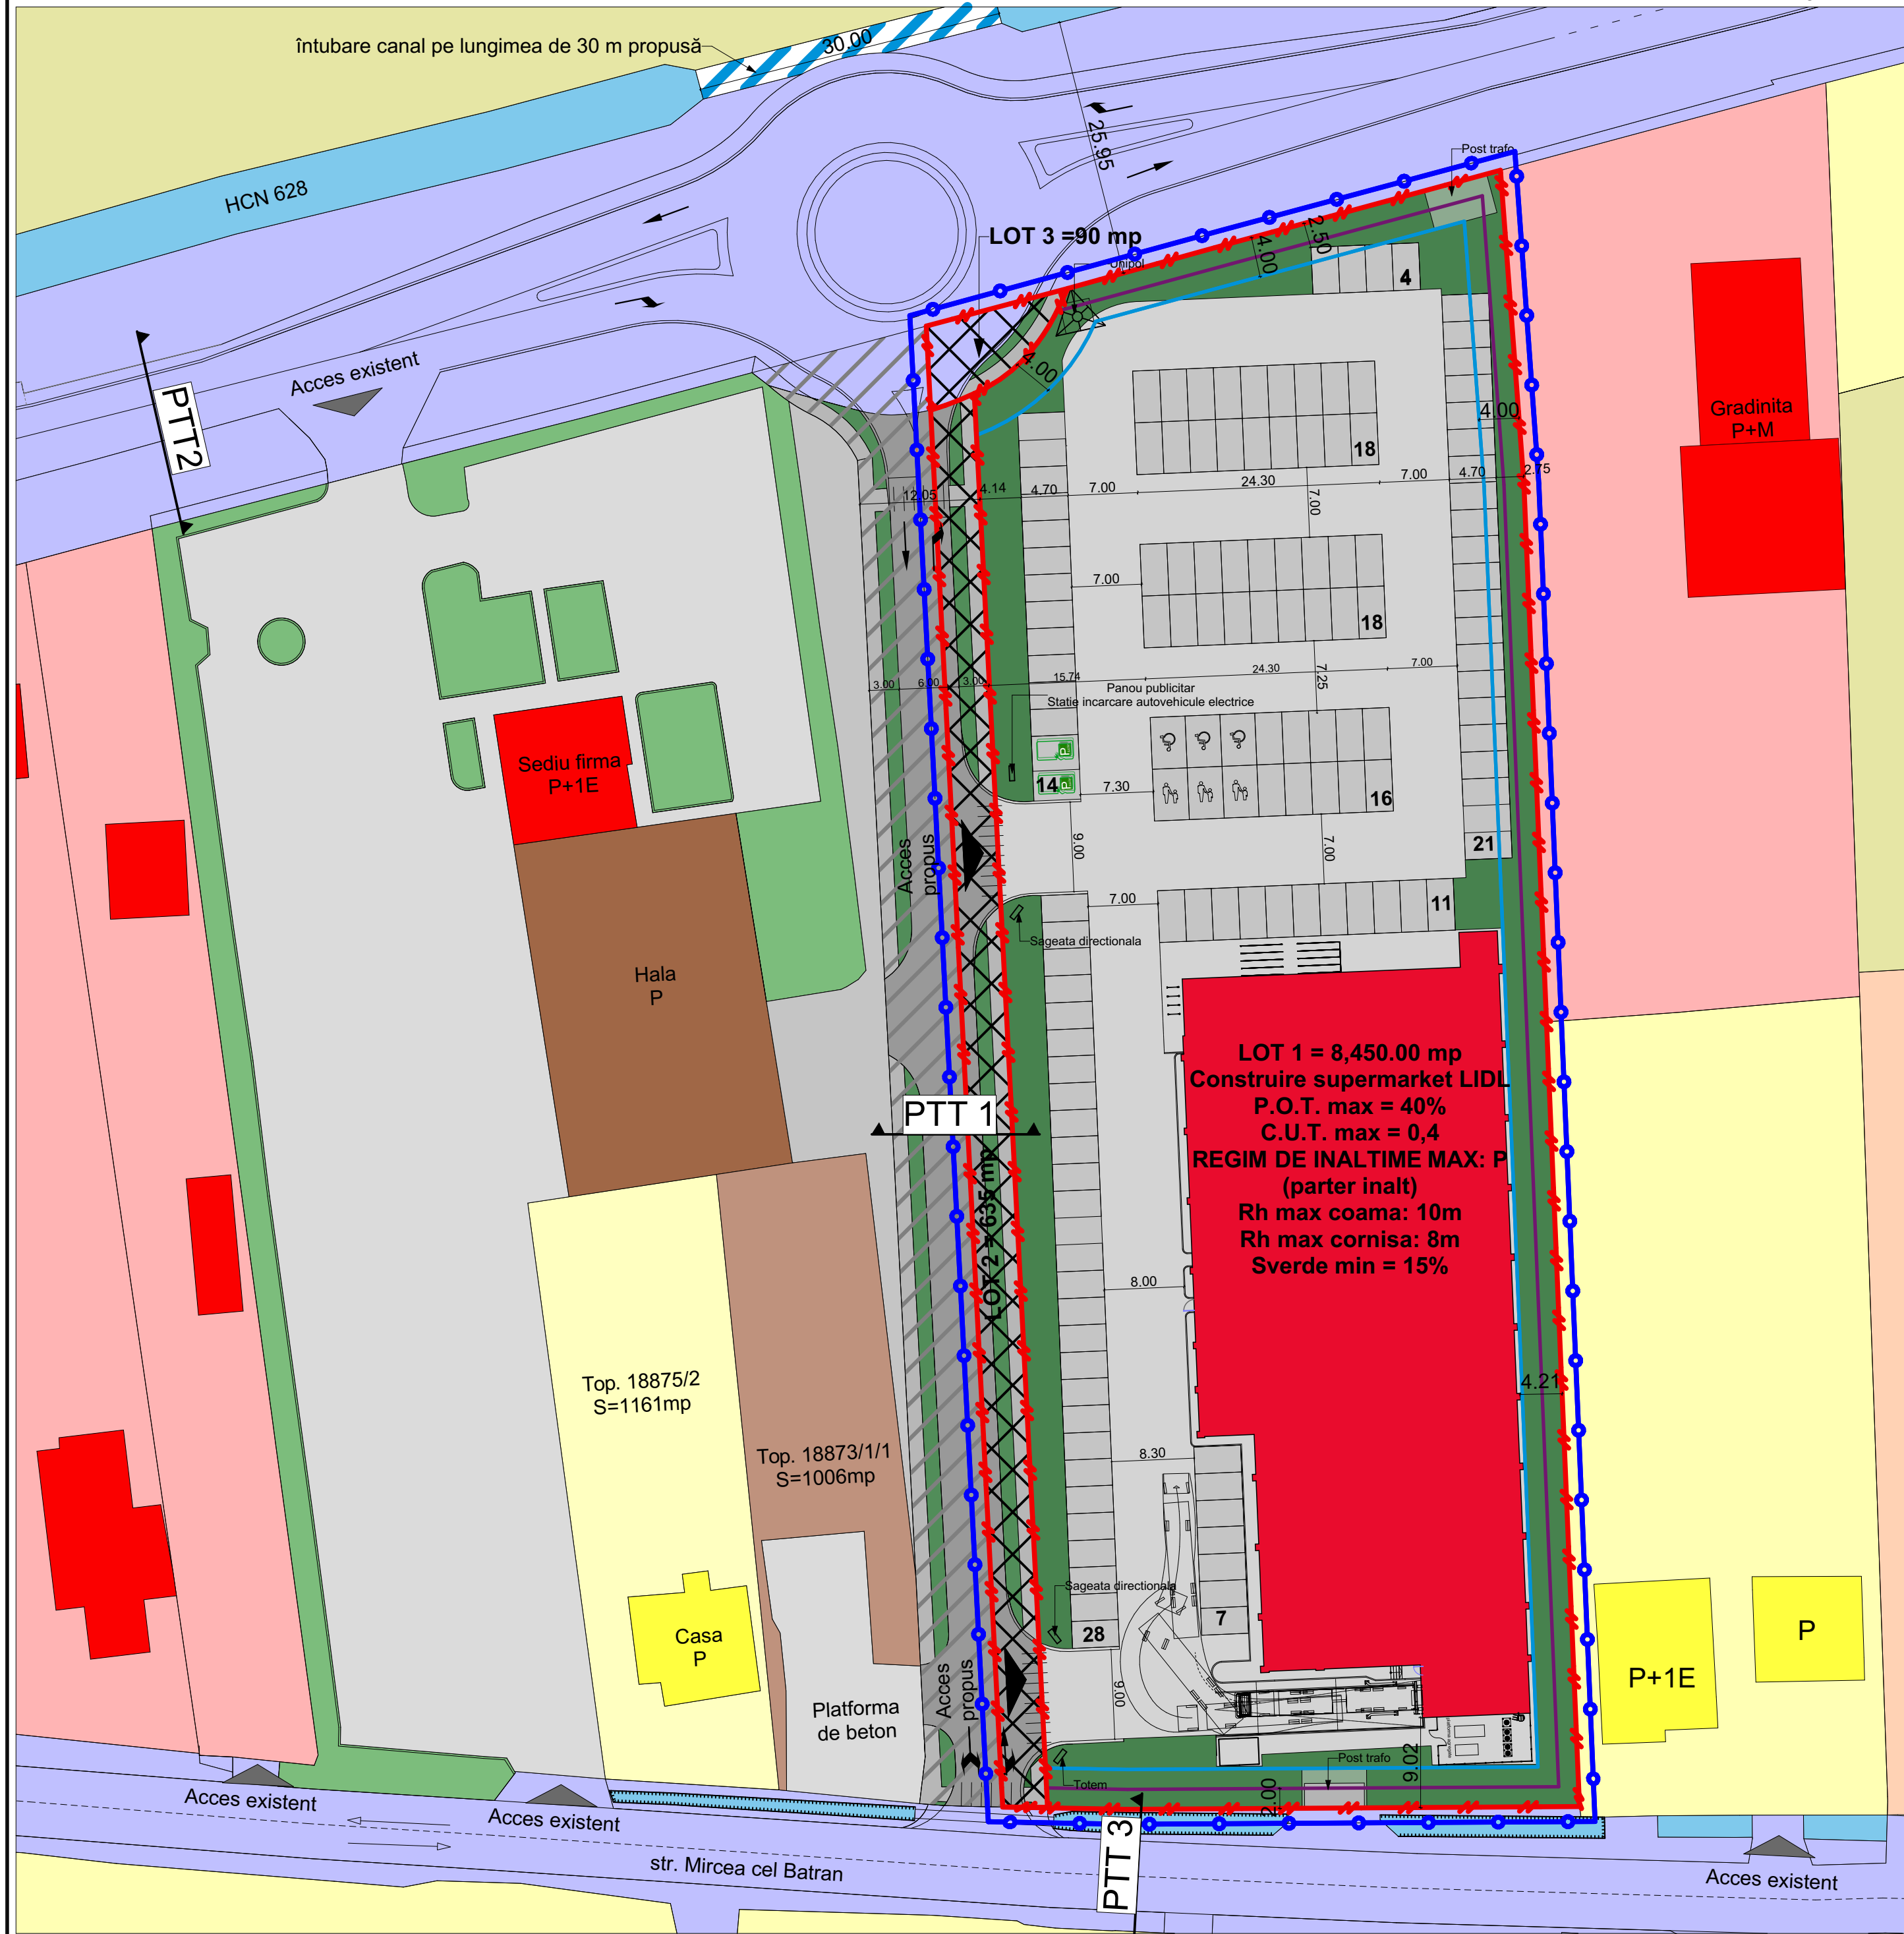 întubare canal pe lungimea de 30 m propusă
30.00
HCN 628
25.95
Post trafo
LOT 3 =90 mp
Unipol
2.50
4.00
4
Acces existent
PTT2
4.00
4.00
Gradinita
P+M
18
12.05
4.14
4.70
7.00
24.30
7.00
4.70
2.75
7.00
7.00
18
3.00
6.00
3.00
15.74
24.30
7.00
7.25
Panou publicitar
Statie incarcare autovehicule electrice
Sediu firma
P+1E
P
P
14
7.30
16
9.00
7.00
21
Acces
propus
7.00
11
Sageata directionala
Hala
P
LOT 1 = 8,450.00 mp
Construire supermarket LIDL
P.O.T. max = 40%
C.U.T. max = 0,4
REGIM DE INALTIME MAX: P
(parter inalt)
Rh max coama: 10m
Rh max cornisa: 8m
Sverde min = 15%
PTT 1
LOT 2 = 635 mp
8.00
Top. 18875/2
S=1161mp
4.21
Top. 18873/1/1
S=1006mp
8.30
Sageata directionala
7
28
Casa
P
P
P+1E
Acces
propus
9.00
Platforma
de beton
Post trafo
9.02
Totem
2.00
Acces existent
Acces existent
str. Mircea cel Batran
PTT 3
Acces existent